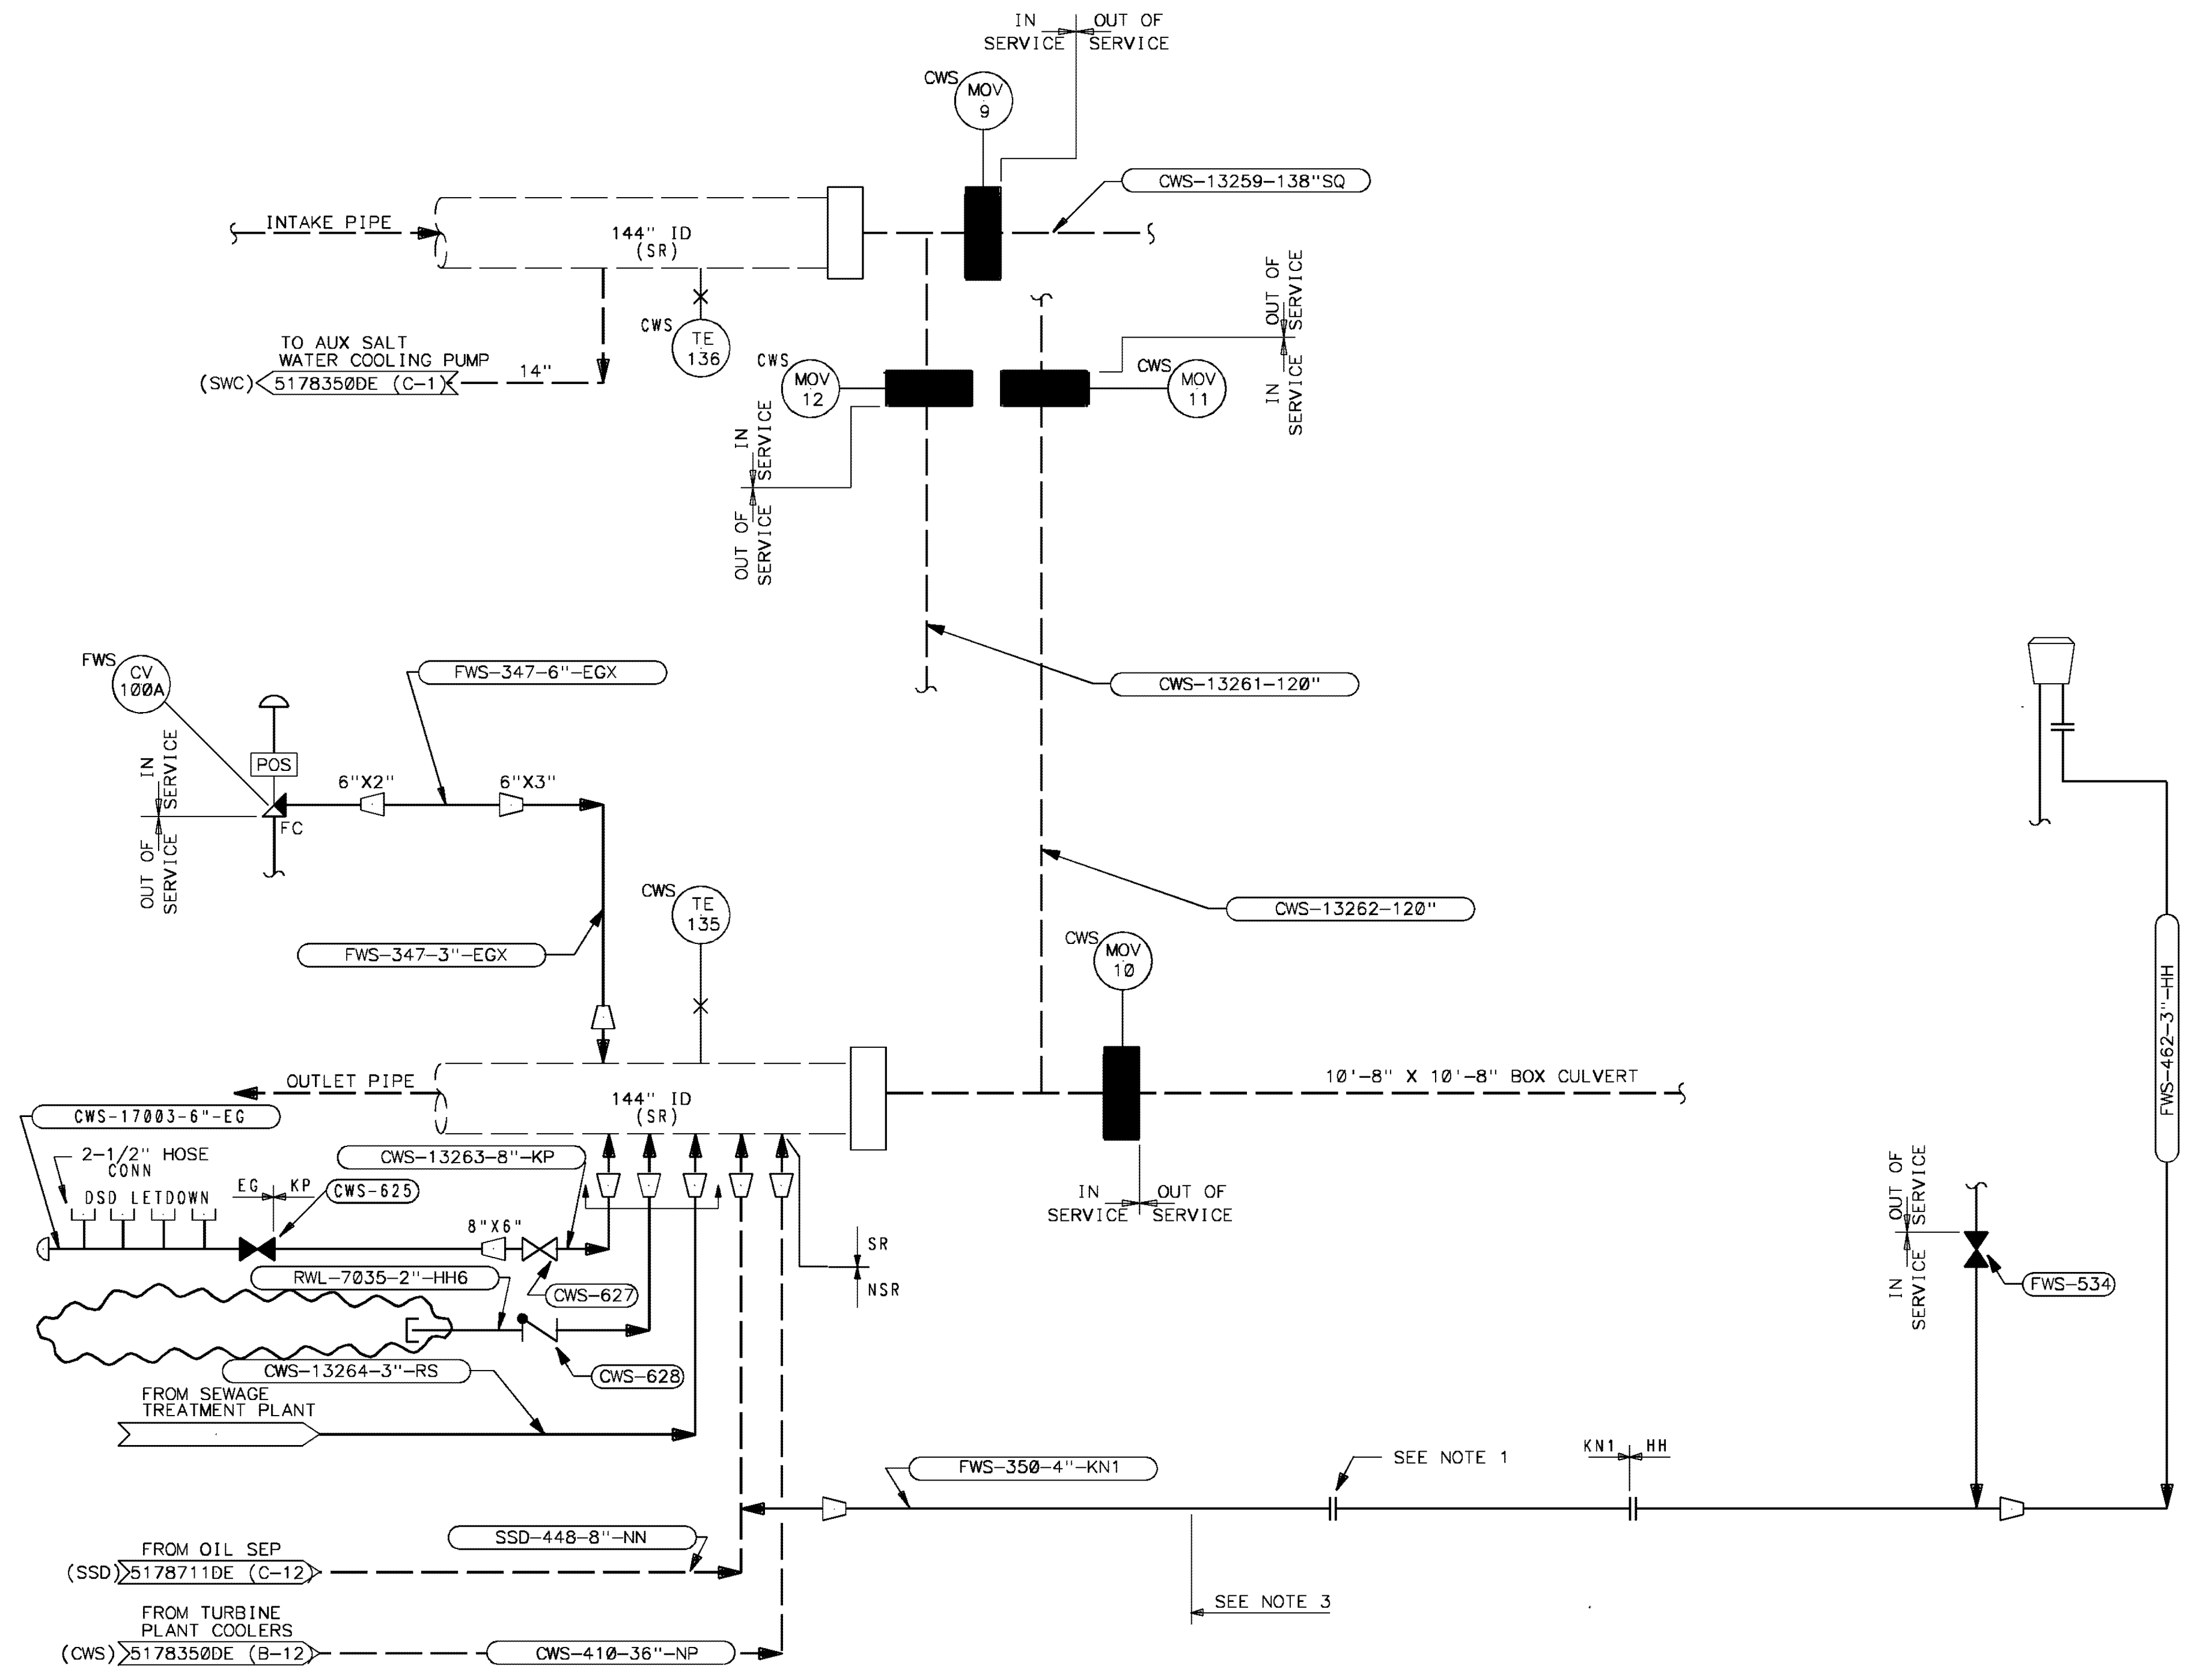 IN
SERVICE
OUT OF
SERVICE
CWS
MOV
9
CWS-13259-138"SQ
INTAKE PIPE
144" ID
(SR)
OUT OF
SERVICE
IN
SERVICE
CWS
TE
136
TO AUX SALT
WATER COOLING PUMP
(SWC)
5178350DE (C-1)
14"
CWS
MOV
12
CWS
MOV
11
IN
SERVICE
OUT OF
SERVICE
FWS
CV
100A
FWS-347-6"-EGX
CWS-13261-120"
IN
SERVICE
OUT OF
SERVICE
POS
FC
6"X2"
6"X3"
CWS
TE
135
CWS-13262-120"
FWS-347-3"-EGX
CWS
MOV
10
FWS-462-3"-HH
OUTLET PIPE
144" ID
(SR)
10'-8" X 10'-8" BOX CULVERT
CWS-17003-6"-EG
2-1/2" HOSE
CONN
DSD LETDOWN
EG
KP
CWS-625
CWS-13263-8"-KP
8"X6"
IN
SERVICE
OUT OF
SERVICE
OUT OF
SERVICE
IN
SERVICE
SR
NSR
RWL-7035-2"-HH6
CWS-627
FWS-534
CWS-13264-3"-RS
CWS-628
FROM SEWAGE
TREATMENT PLANT
FWS-350-4"-KN1
SEE NOTE 1
KN1
HH
SSD-448-8"-NN
FROM OIL SEP
(SSD)
5178711DE (C-12)
SEE NOTE 3
FROM TURBINE
PLANT COOLERS
(CWS)
5178350DE (B-12)
CWS-410-36"-NP